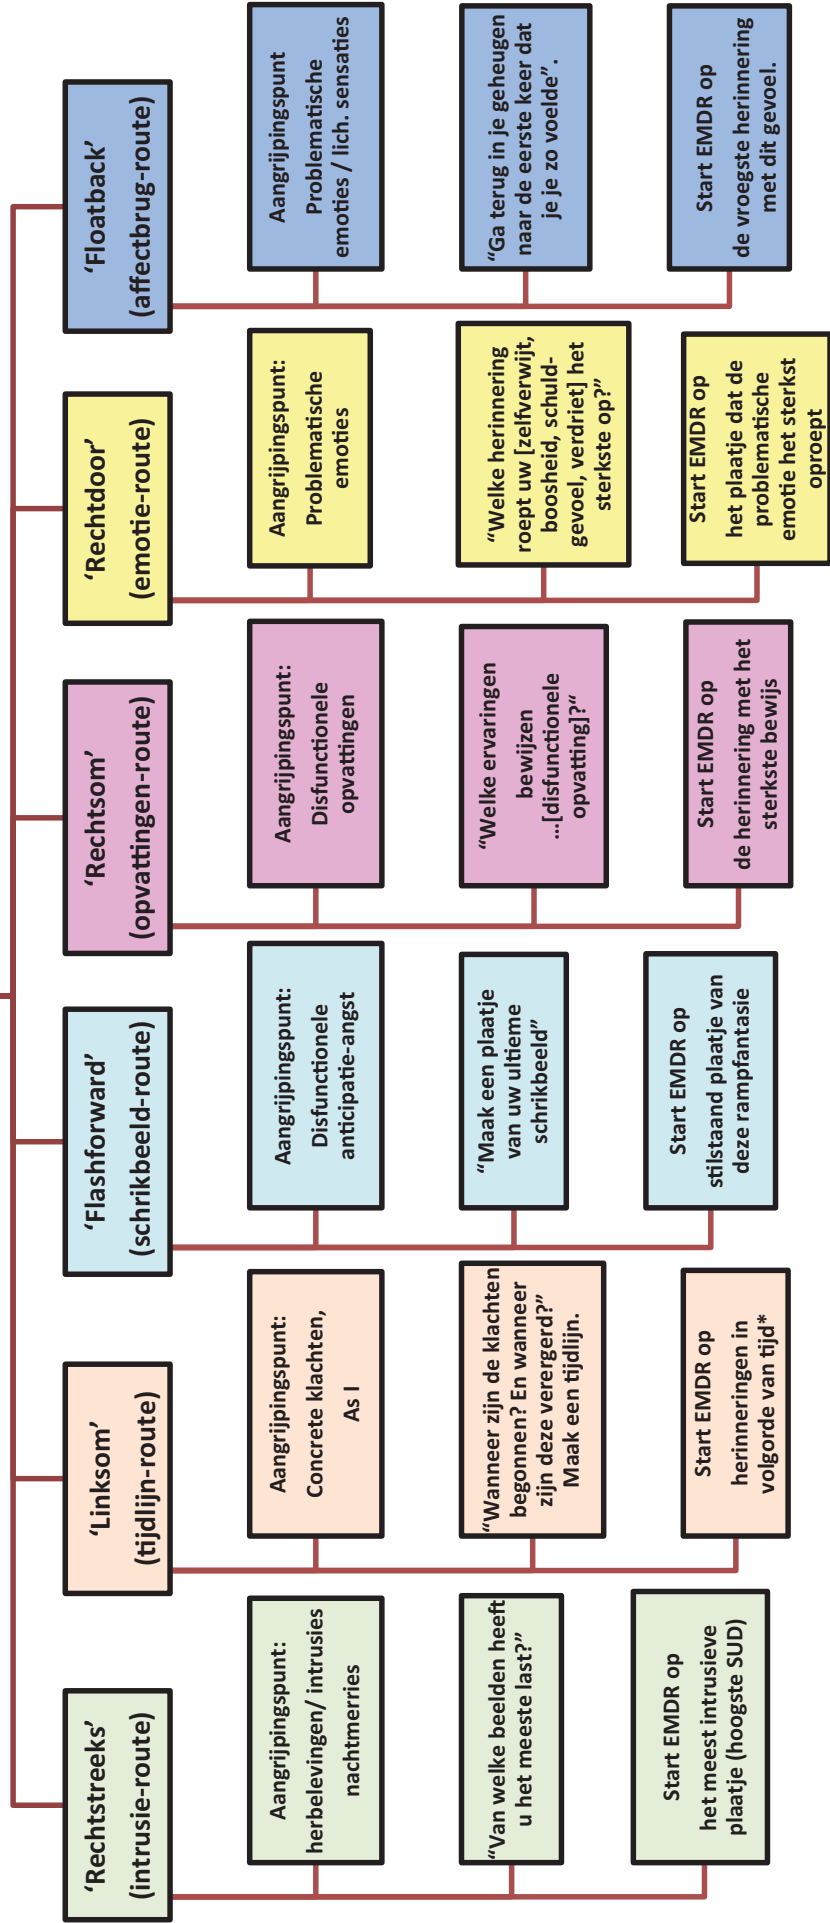 ‘Rechtstreeks’
(intrusie-route)
Aangrijpingspunt:
herbelevingen/ intrusies
nachtmerries
“Van welke beelden heeft
u het meeste last?”
Start EMDR op
het meest intrusieve
plaatje (hoogste SUD)
‘Linksom’
(tijdlijn-route)
Aangrijpingspunt:
Concrete klachten,
As I
“Wanneer zijn de klachten
begonnen? En wanneer
zijn deze verergerd?”
Maak een tijdlijn.
Start EMDR op
herinneringen in
volgorde van tijd*
‘Flashforward’
(schrikbeeld-route)
Aangrijpingspunt:
Disfunctionele
anticipatie-angst
“Maak een plaatje
van uw ultieme
schrikbeeld”
Start EMDR op
stilstaand plaatje van
deze rampfantasie
‘Rechtsom’
(opvattingen-route)
Aangrijpingspunt:
Disfunctionele
opvattingen
“Welke ervaringen
bewijzen
...[disfunctionele
opvatting]?“
Start EMDR op
de herinnering met het
sterkste bewijs
‘Rechtdoor’
(emotie-route)
Aangrijpingspunt:
Problematische
emoties
“Welke herinnering
roept uw [zelfverwijt,
boosheid, schuld-
gevoel, verdriet] het
sterkste op?”
Start EMDR op
het plaatje dat de
problematische
emotie het sterkst
oproept
‘Floatback’
(affectbrug-route)
Aangrijpingspunt
Problematische
emoties / lich. sensaties
“Ga terug in je geheugen
naar de eerste keer dat
je je zo voelde”.
Start EMDR op
de vroegste herinnering
met dit gevoel.